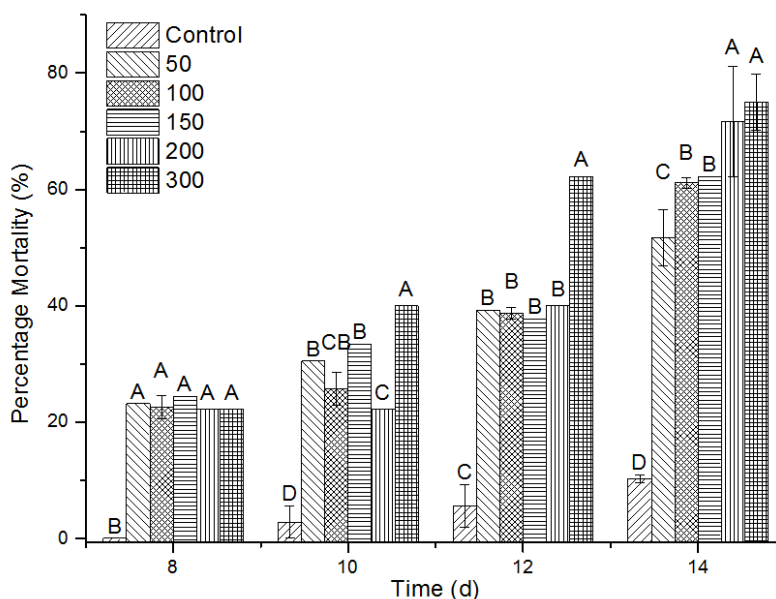 Control
50
100
150
200
300
Percentage Mortality (%)
80
60
40
20
0
B A A A A A
D B CB B C A
C B B B B A
D C B B A A
8 10 12 14
Time (d)